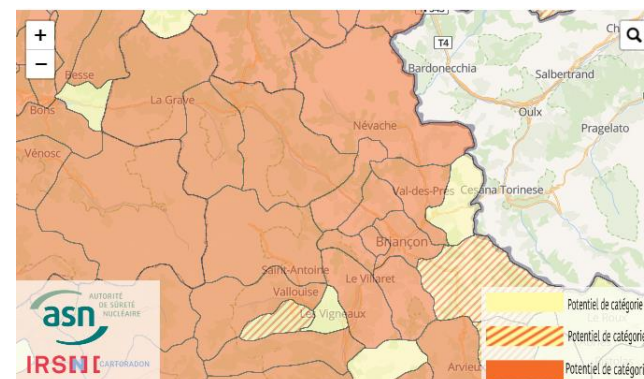 +
−
T4
Bardonecchia
Salbertrand
Oulx
Pragelato
Besse
La Grave
Bons
Vénosc
Névache
Val-des-Prés
Cesana Torinese
Briançon
Saint-Antoine
Vallouise
Le Villaret
Les Vigneaux
Arvieu
asn
AUTORITÉ
DE SÛRETÉ
NUCLÉAIRE
IRSN
CARTORADON
Potentiel de catégorie
Potentiel de catégorie
Potentiel de catégorie